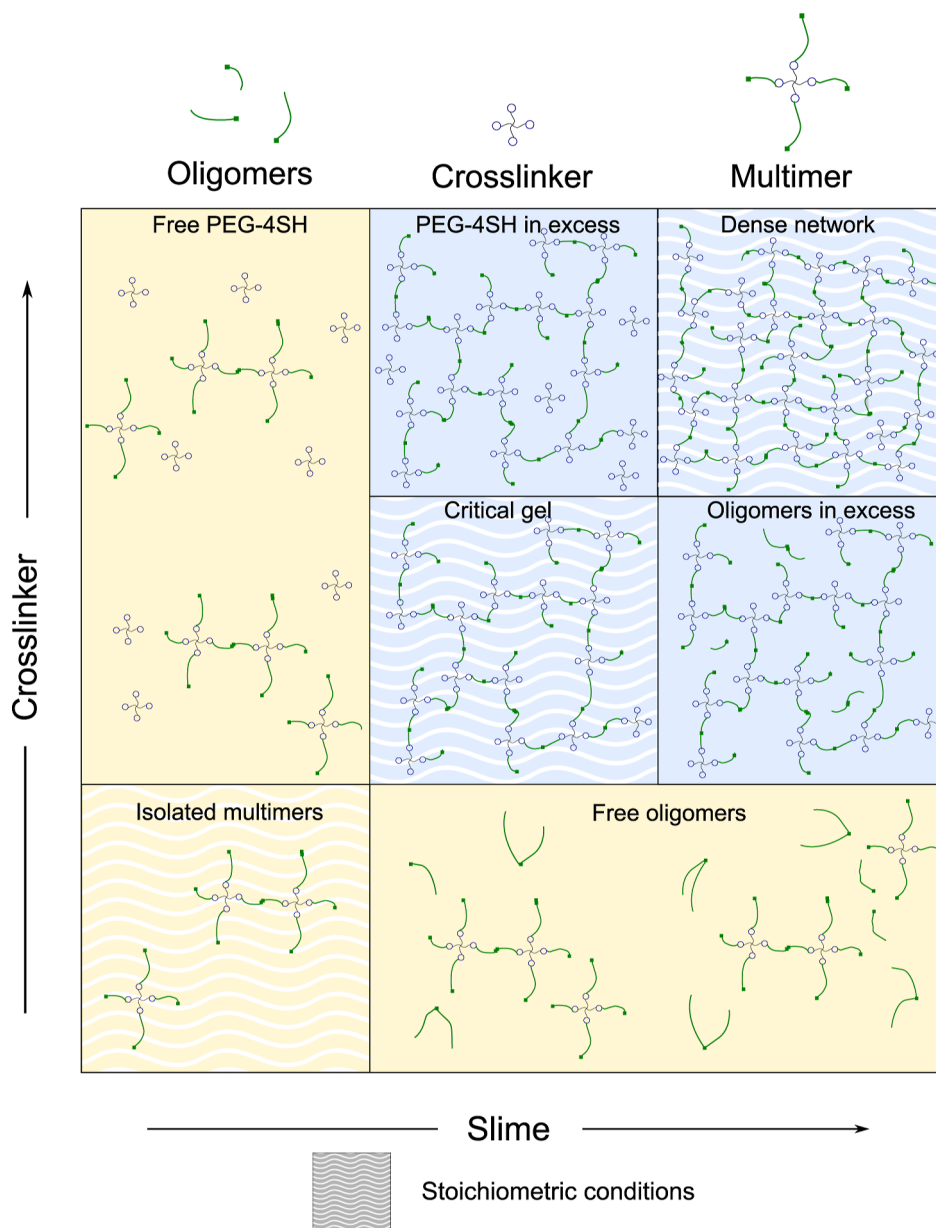 Oligomers
Crosslinker
Multimer
Free PEG-4SH
PEG-4SH in excess
Dense network
Critical gel
Oligomers in excess
Crosslinker
Isolated multimers
Free oligomers
Slime
Stoichiometric conditions